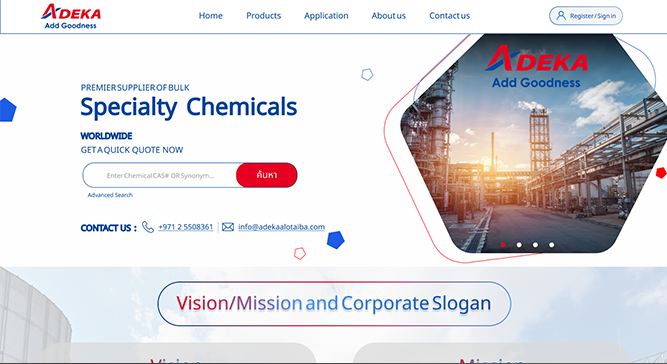 ADEKA
Add Goodness
Home Products Application About us Contact us
Register / Sign in
ADEKA
Add Goodness
PREMIER SUPPLIER OF BULK
Specialty Chemicals
WORLDWIDE
GET A QUICK QUOTE NOW
Enter Chemical CAS# OR Synonym... ค้นหา
Advanced Search
CONTACT US : +971 2 5508361 info@adekaalotaiba.com
Vision/Mission and Corporate Slogan
Vision Mission